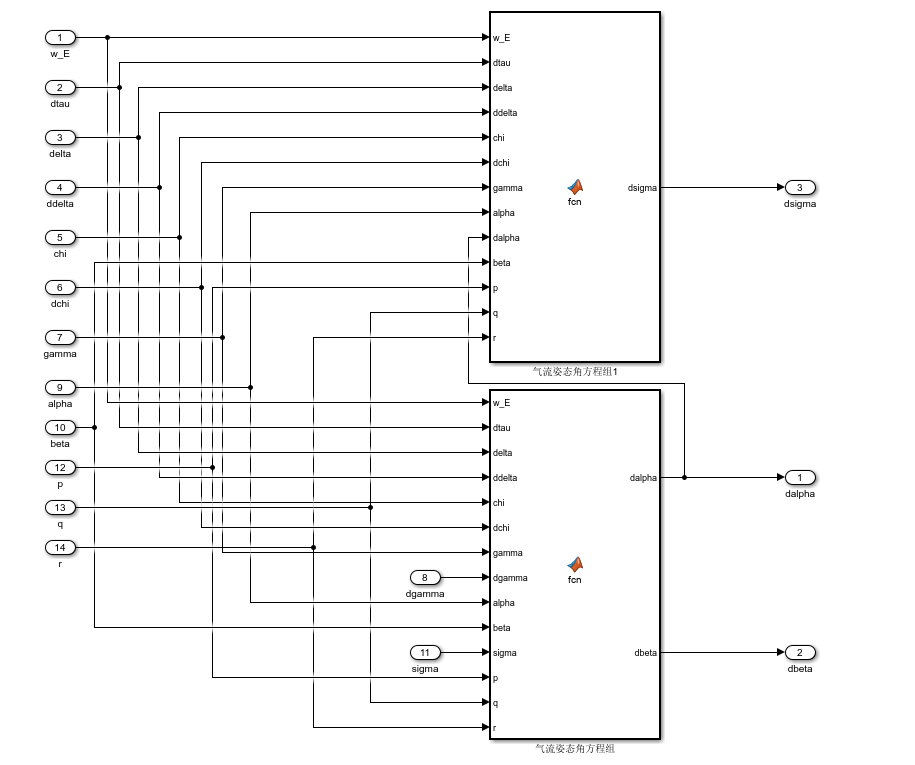 1
w_E
2
dtau
3
delta
4
ddelta
5
chi
6
dchi
7
gamma
9
alpha
10
beta
12
p
13
q
14
r
w_E
dtau
delta
ddelta
chi
dchi
gamma
alpha
dalpha
beta
p
q
r
fcn
dsigma
气流姿态角方程组1
3
dsigma
8
dgamma
11
sigma
w_E
dtau
delta
ddelta
chi
dchi
gamma
dgamma
alpha
beta
sigma
p
q
r
fcn
dalpha
dbeta
气流姿态角方程组
1
dalpha
2
dbeta